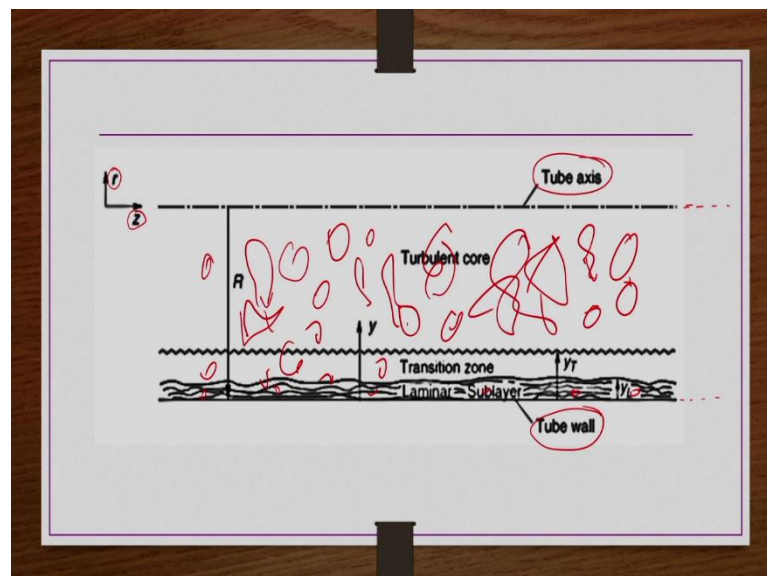 r
Tube axis
z
Turbulent core
R
y
Transition zone
yT
Laminar Sublayer
yL
Tube wall